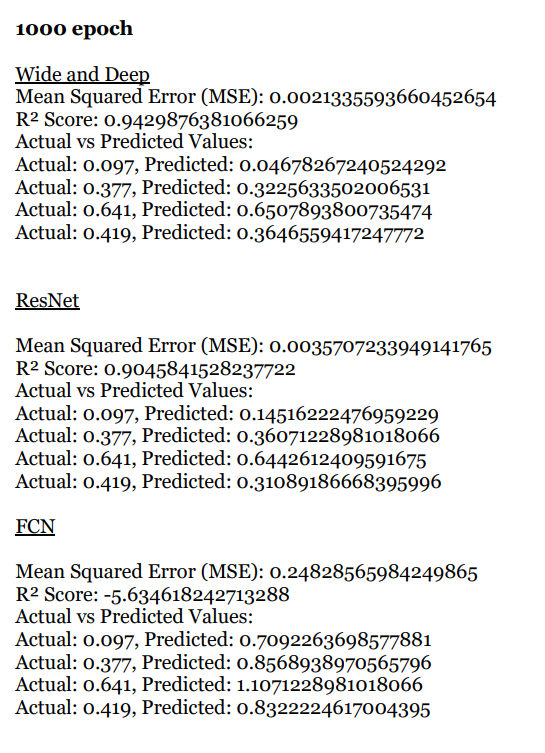 1000 epoch
Wide and Deep
Mean Squared Error (MSE): 0.0021335593660452654
R² Score: 0.9429876381066259
Actual vs Predicted Values:
Actual: 0.097, Predicted: 0.04678267240524292
Actual: 0.377, Predicted: 0.3225633502006531
Actual: 0.641, Predicted: 0.6507893800735474
Actual: 0.419, Predicted: 0.3646559417247772
ResNet
Mean Squared Error (MSE): 0.0035707233949141765
R² Score: 0.9045841528237722
Actual vs Predicted Values:
Actual: 0.097, Predicted: 0.14516222476959229
Actual: 0.377, Predicted: 0.36071228981018066
Actual: 0.641, Predicted: 0.6442612409591675
Actual: 0.419, Predicted: 0.31089186668395996
FCN
Mean Squared Error (MSE): 0.24828565984249865
R² Score: -5.634618242713288
Actual vs Predicted Values:
Actual: 0.097, Predicted: 0.7092263698577881
Actual: 0.377, Predicted: 0.8568938970565796
Actual: 0.641, Predicted: 1.1071228981018066
Actual: 0.419, Predicted: 0.8322224617004395